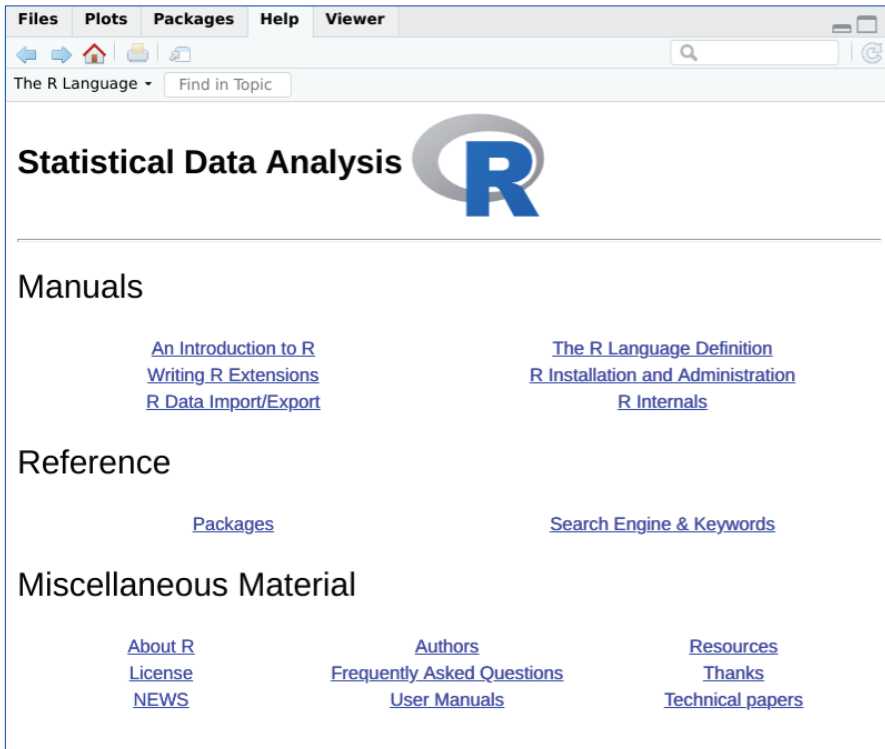 Files Plots Packages Help Viewer
The R Language Find in Topic
Statistical Data Analysis R
Manuals
An Introduction to R The R Language Definition
Writing R Extensions R Installation and Administration
R Data Import/Export R Internals
Reference
Packages Search Engine & Keywords
Miscellaneous Material
About R Authors Resources
License Frequently Asked Questions Thanks
NEWS User Manuals Technical papers